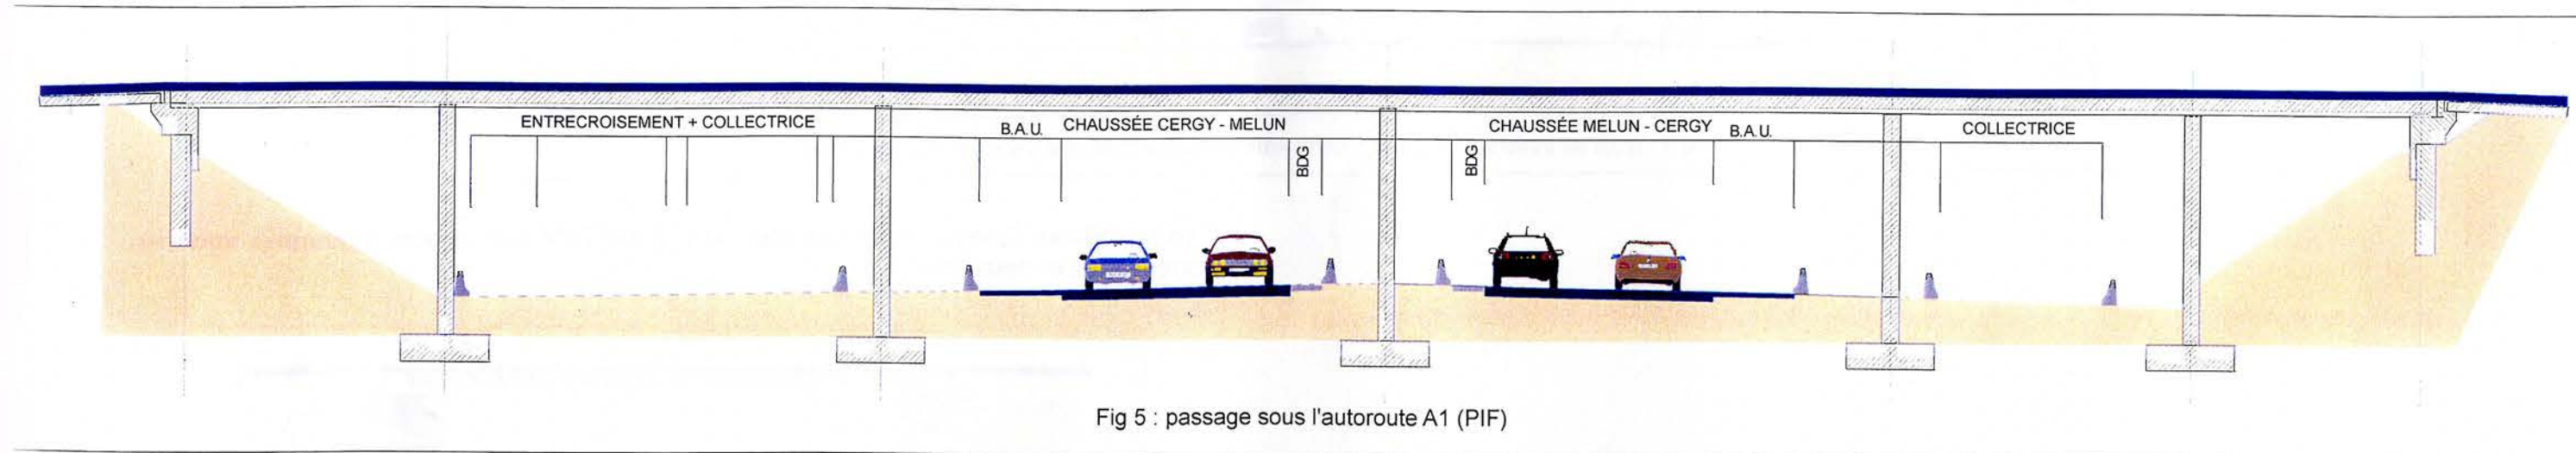 ENTRECROISEMENT + COLLECTRICE
B.A.U.
CHAUSSÉE CERGY - MELUN
BDG
BDG
CHAUSSÉE MELUN - CERGY
B.A.U.
COLLECTRICE
Fig 5 : passage sous l'autoroute A1 (PIF)